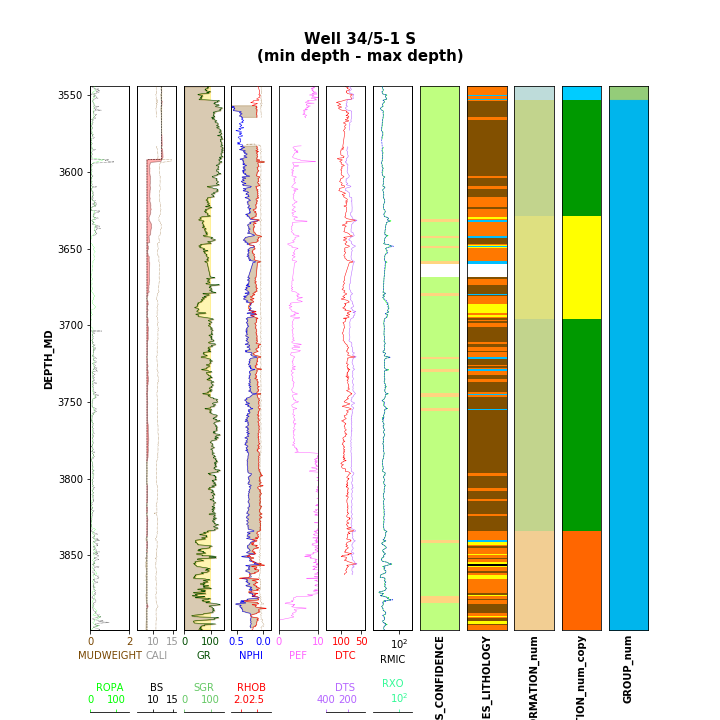 Well 34/5-1 S
(min depth - max depth)
DEPTH_MD
3550
3600
3650
3700
3750
3800
3850
0 2 10 15 0 100 0.5 0.0 0 10 100 50 10²
MUDWEIGHT CALI GR NPHI PEF DTC RMIC
ROPA BS SGR RHOB DTS RXO
0 100 10 15 0 100 2.0 2.5 400 200 10²
S_CONFIDENCE
ES_LITHOLOGY
RMATION_num
TION_num_copy
GROUP_num